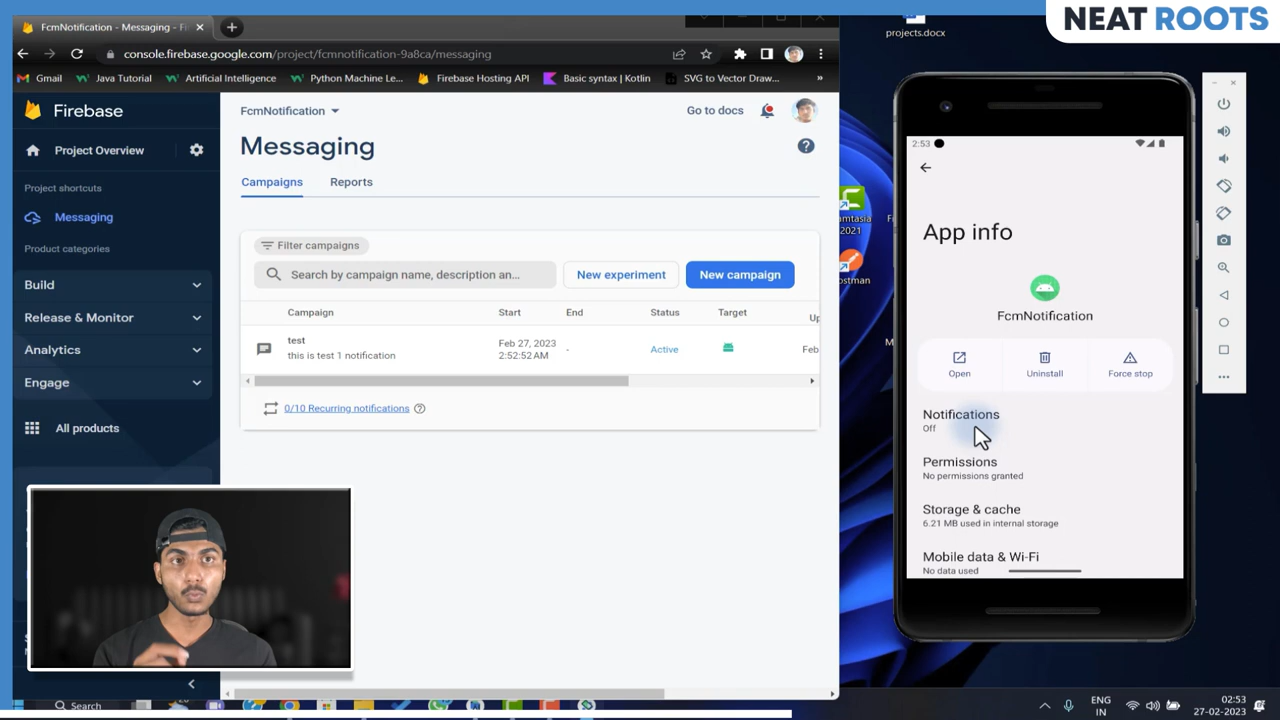 NEAT ROOTS
FcmNotification - Messaging - Fi
console.firebase.google.com/project/fcmnotification-9a8ca/messaging
Gmail
Java Tutorial
Artificial Intelligence
Python Machine Le...
Firebase Hosting API
Basic syntax | Kotlin
SVG to Vector Draw...
»
Firebase
Project Overview
Project shortcuts
Messaging
Product categories
Build
Release & Monitor
Analytics
Engage
All products
FcmNotification
Go to docs
Messaging
Campaigns
Reports
Filter campaigns
Search by campaign name, description an...
New experiment
New campaign
Campaign
Start
End
Status
Target
Up
test
this is test 1 notification
Feb 27, 2023
2:52:52 AM
-
Active
Feb
0/10 Recurring notifications
projects.docx
amtasia
2021
ostman
2:53
App info
FcmNotification
Open
Uninstall
Force stop
Notifications
Off
Permissions
No permissions granted
Storage & cache
6.21 MB used in internal storage
Mobile data & Wi-Fi
No data used
Search
ENG
IN
02:53
27-02-2023